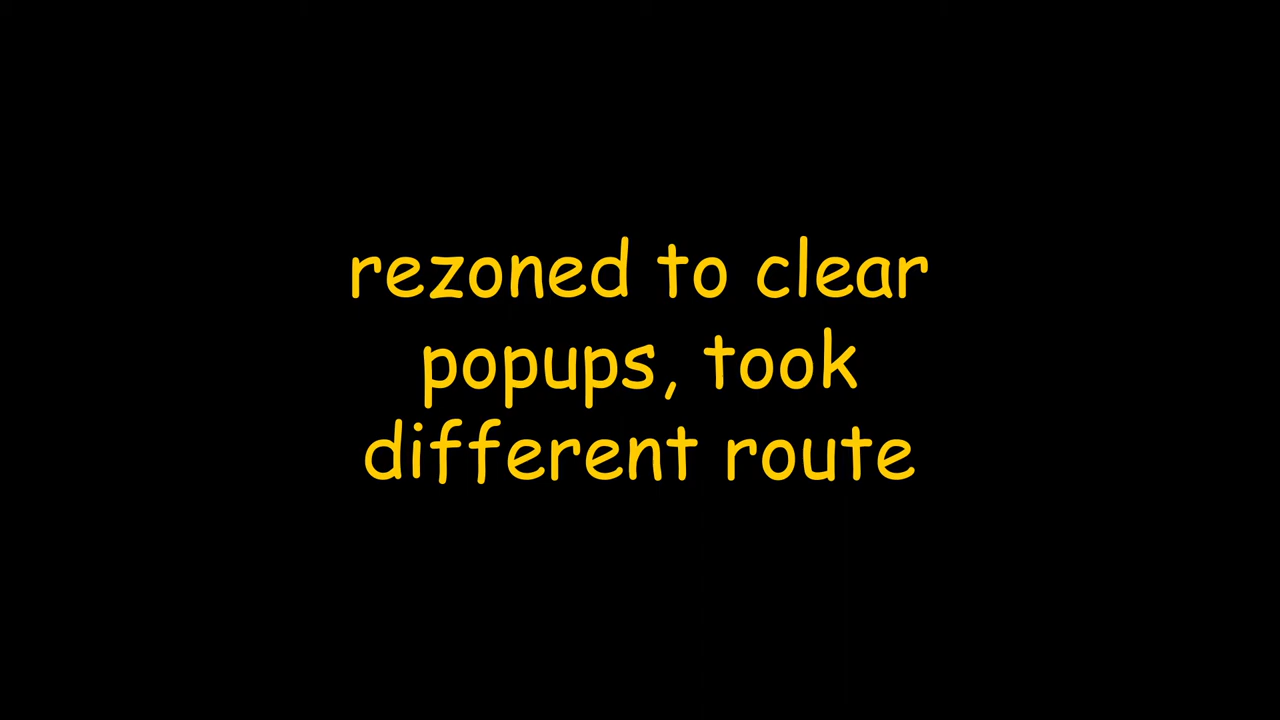 rezoned to clear
popups, took
different route